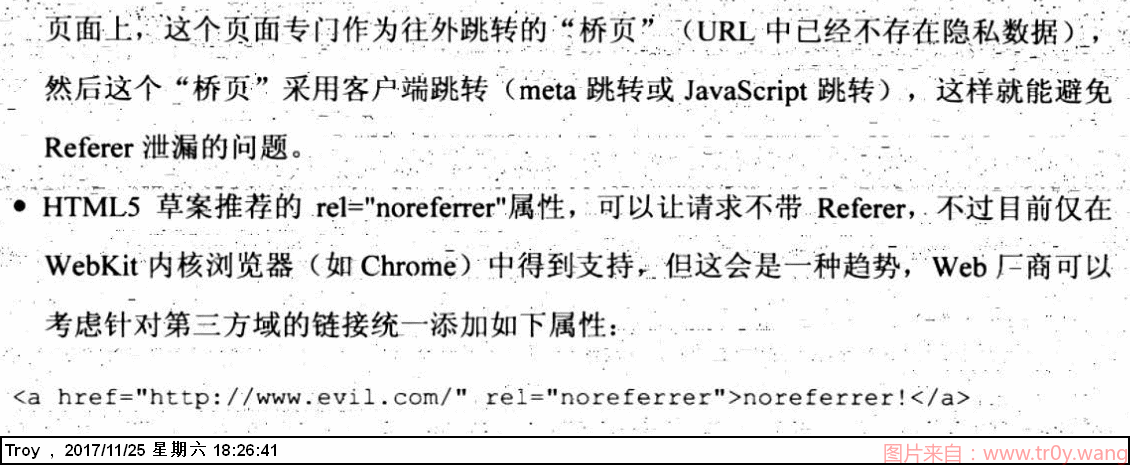 页面上，这个页面专门作为往外跳转的“桥页”（URL 中已经不存在隐私数据），
然后这个“桥页”采用客户端跳转（meta 跳转或 JavaScript 跳转），这样就能避免
Referer 泄漏的问题。
● HTML5 草案推荐的 rel="noreferrer"属性，可以让请求不带 Referer，不过目前仅在
WebKit 内核浏览器（如 Chrome）中得到支持，但这会是一种趋势，Web 厂商可以
考虑针对第三方域的链接统一添加如下属性：
<a href="http://www.evil.com/" rel="noreferrer">noreferrer!</a>
Troy , 2017/11/25 星期六 18:26:41
图片来自：www.tr0y.wang